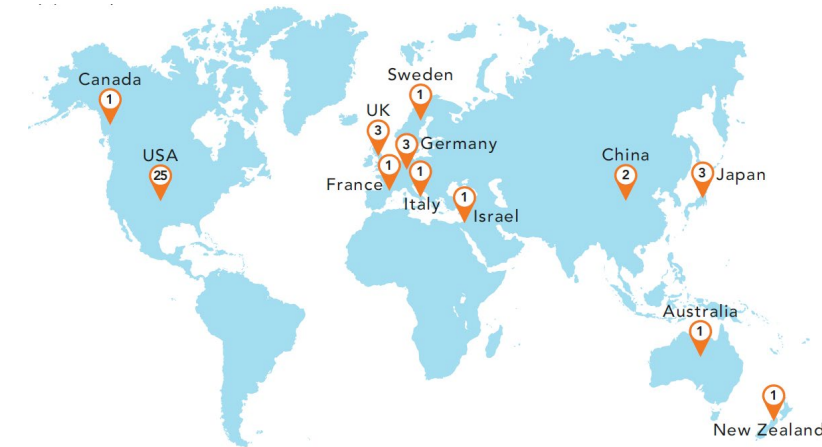 Canada
1
USA
25
Sweden
1
UK
3
Germany
3
France
1
Italy
1
Israel
1
China
2
Japan
3
Australia
1
New Zealand
1